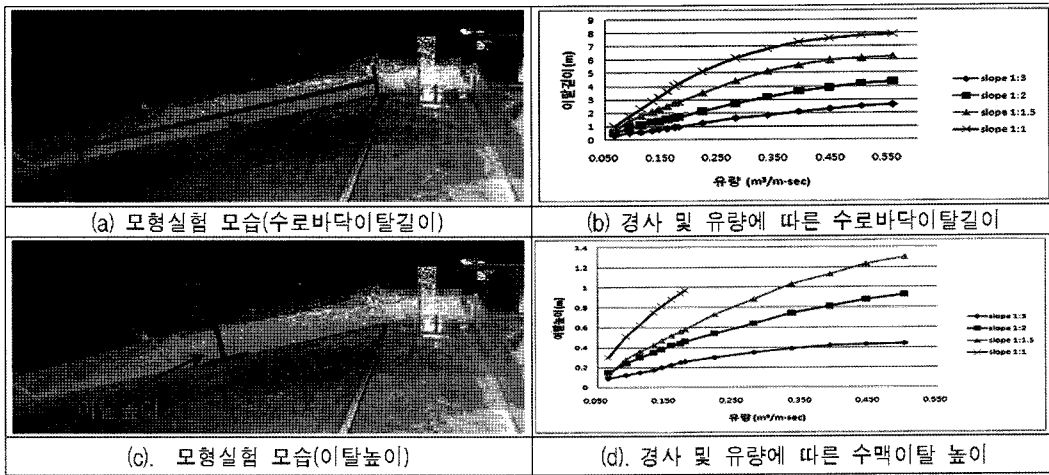 9
8
7
6
5
4
3
2
1
0
이탈길이(m)
0.050 0.150 0.250 0.350 0.450 0.550
유량 (m³/m-sec)
slope 1:3
slope 1:2
slope 1:1.5
slope 1:1
(a) 모형실험 모습(수로바닥이탈길이)
(b) 경사 및 유량에 따른 수로바닥이탈길이
1.4
1.2
1
0.8
0.6
0.4
0.2
0
이탈높이(m)
0.050 0.150 0.250 0.350 0.450 0.550
유량 (m³/m-sec)
slope 1:3
slope 1:2
slope 1:1.5
slope 1:1
(c). 모형실험 모습(이탈높이)
(d). 경사 및 유량에 따른 수맥이탈 높이